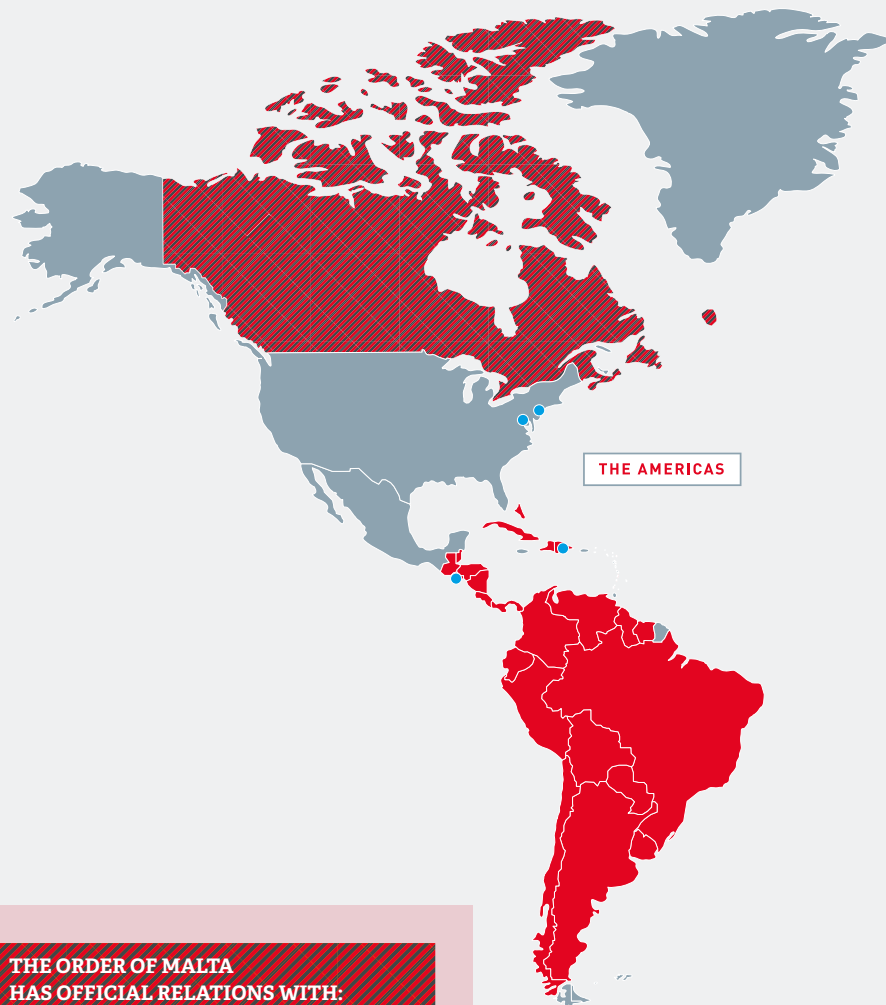 THE AMERICAS
THE ORDER OF MALTA
HAS OFFICIAL RELATIONS WITH: